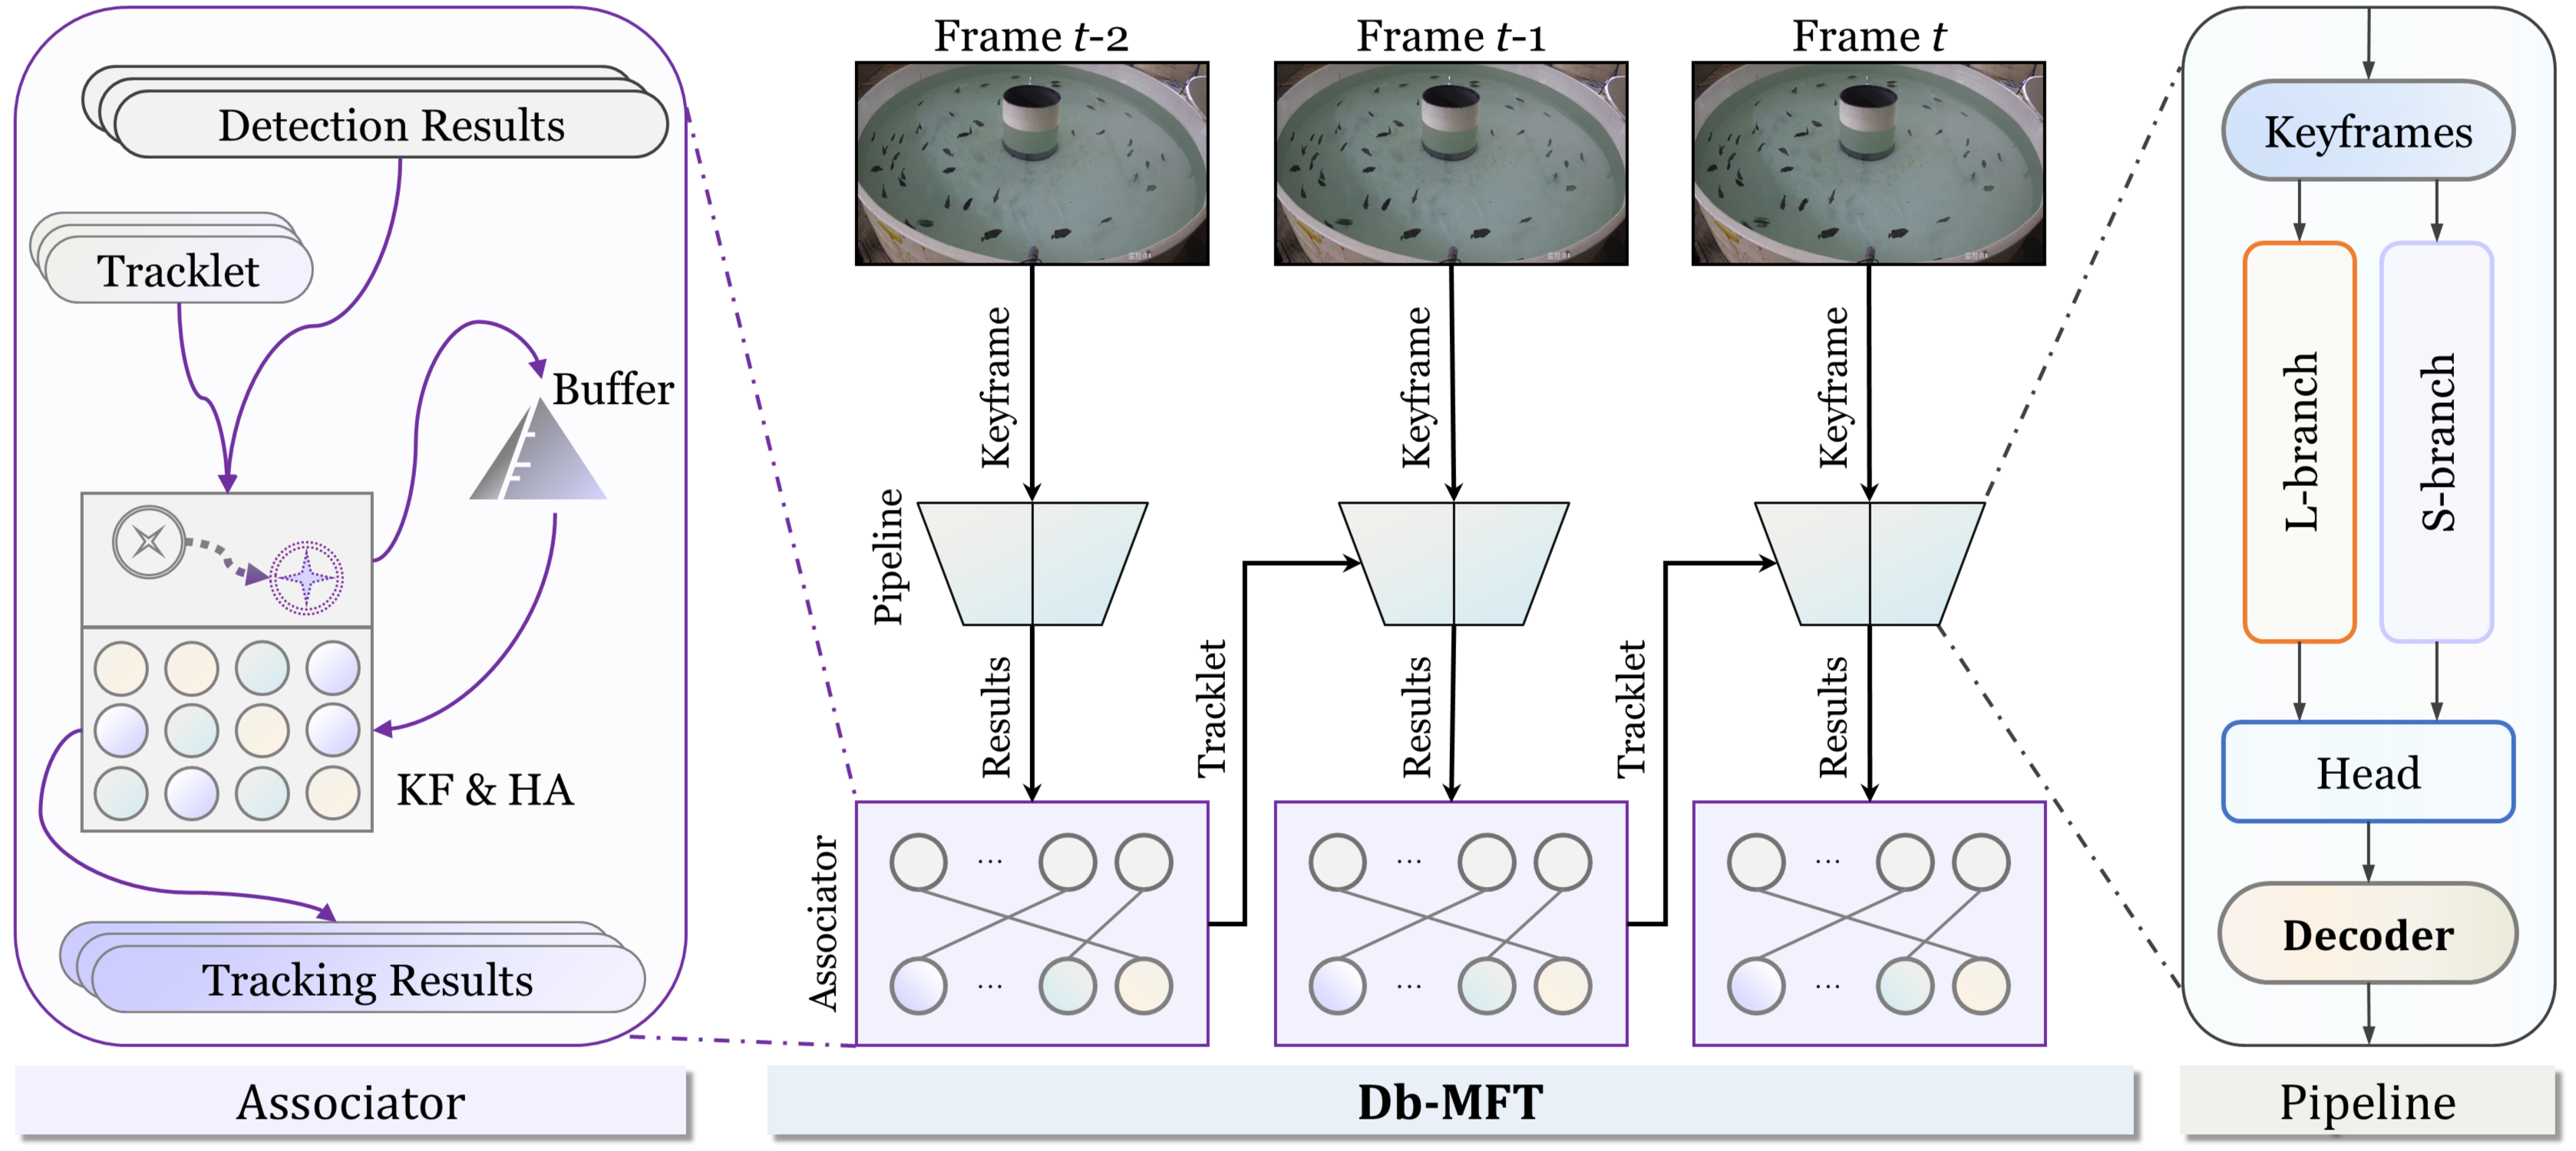 Detection Results
Tracklet
Buffer
KF & HA
Tracking Results
Associator
Frame t-2
Frame t-1
Frame t
Keyframe
Keyframe
Keyframe
Pipeline
Results
Tracklet
Results
Tracklet
Results
Associator
Db-MFT
Keyframes
L-branch
S-branch
Head
Decoder
Pipeline